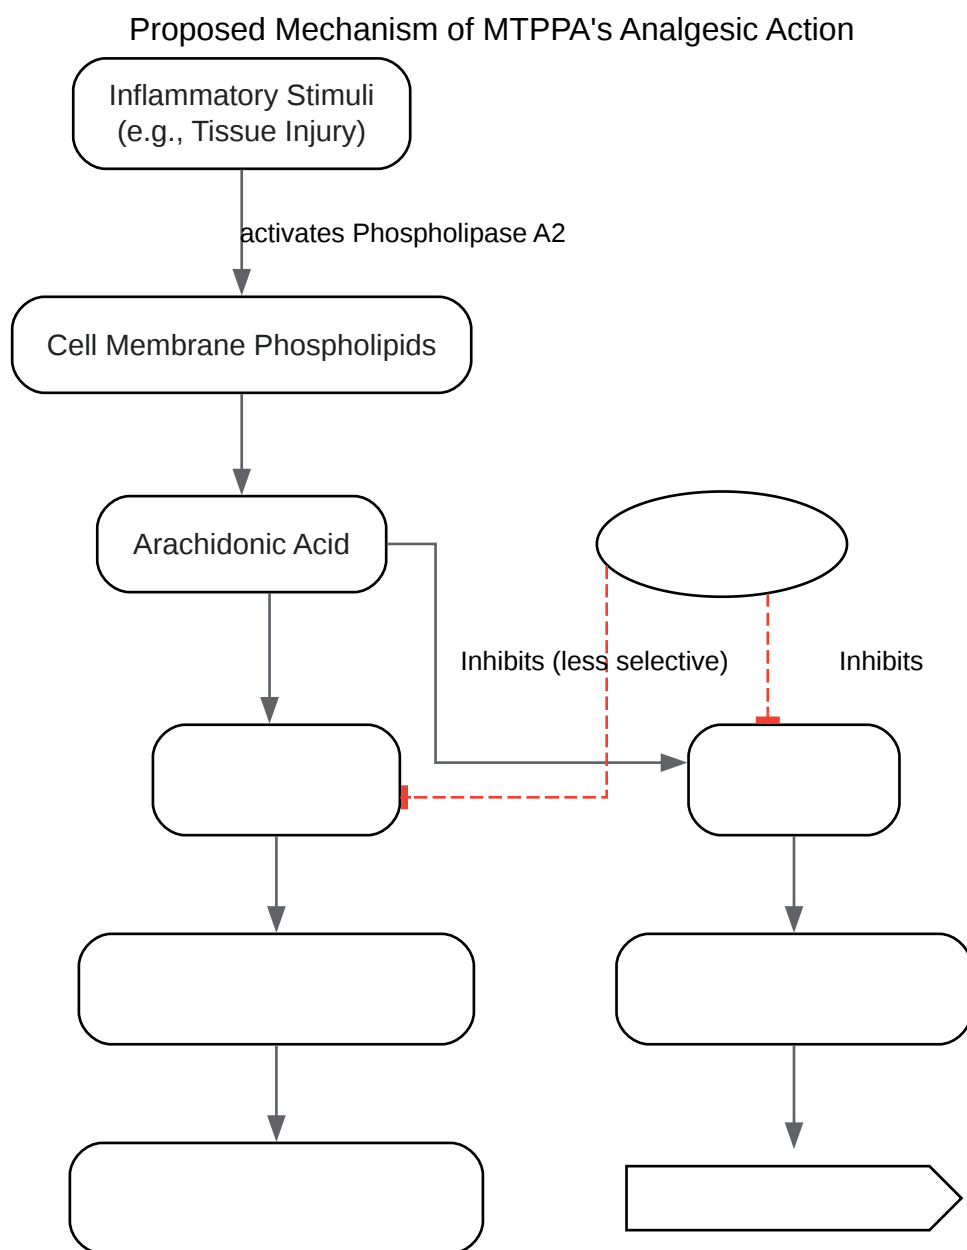 Proposed Mechanism of MTPPA's Analgesic Action
Inflammatory Stimuli
(e.g., Tissue Injury)
activates Phospholipase A2
Cell Membrane Phospholipids
Arachidonic Acid
Inhibits (less selective)
Inhibits